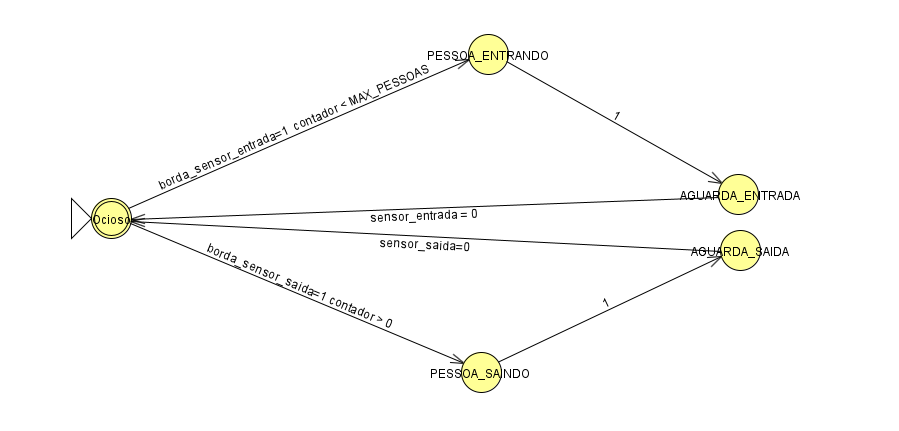 PESSOA_ENTRANDO
borda_sensor_entrada=1 contador < MAX_PESSOAS
1
AGUARDA_ENTRADA
sensor_entrada = 0
Ocioso
sensor_saida=0
AGUARDA_SAIDA
borda_sensor_saida=1 contador > 0
1
PESSOA_SAINDO